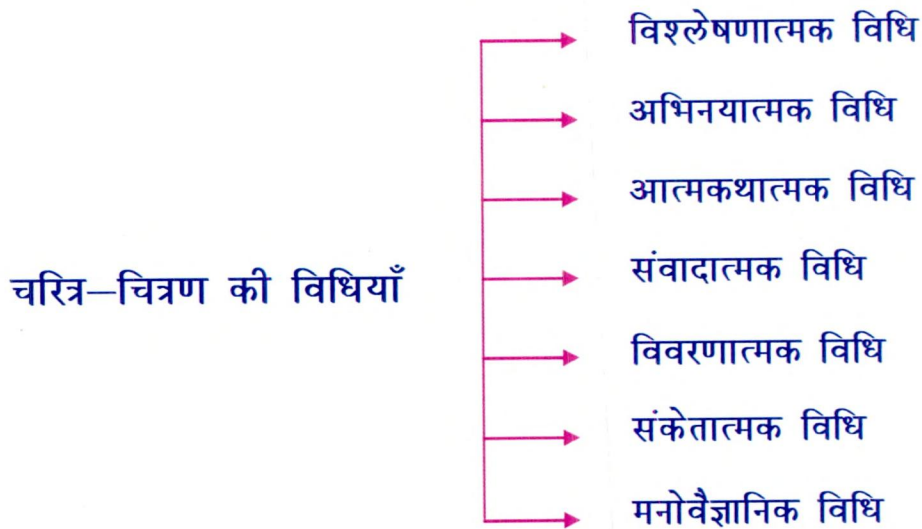 चरित्र–चित्रण की विधियाँ
विश्लेषणात्मक विधि
अभिनयात्मक विधि
आत्मकथात्मक विधि
संवादात्मक विधि
विवरणात्मक विधि
संकेतात्मक विधि
मनोवैज्ञानिक विधि